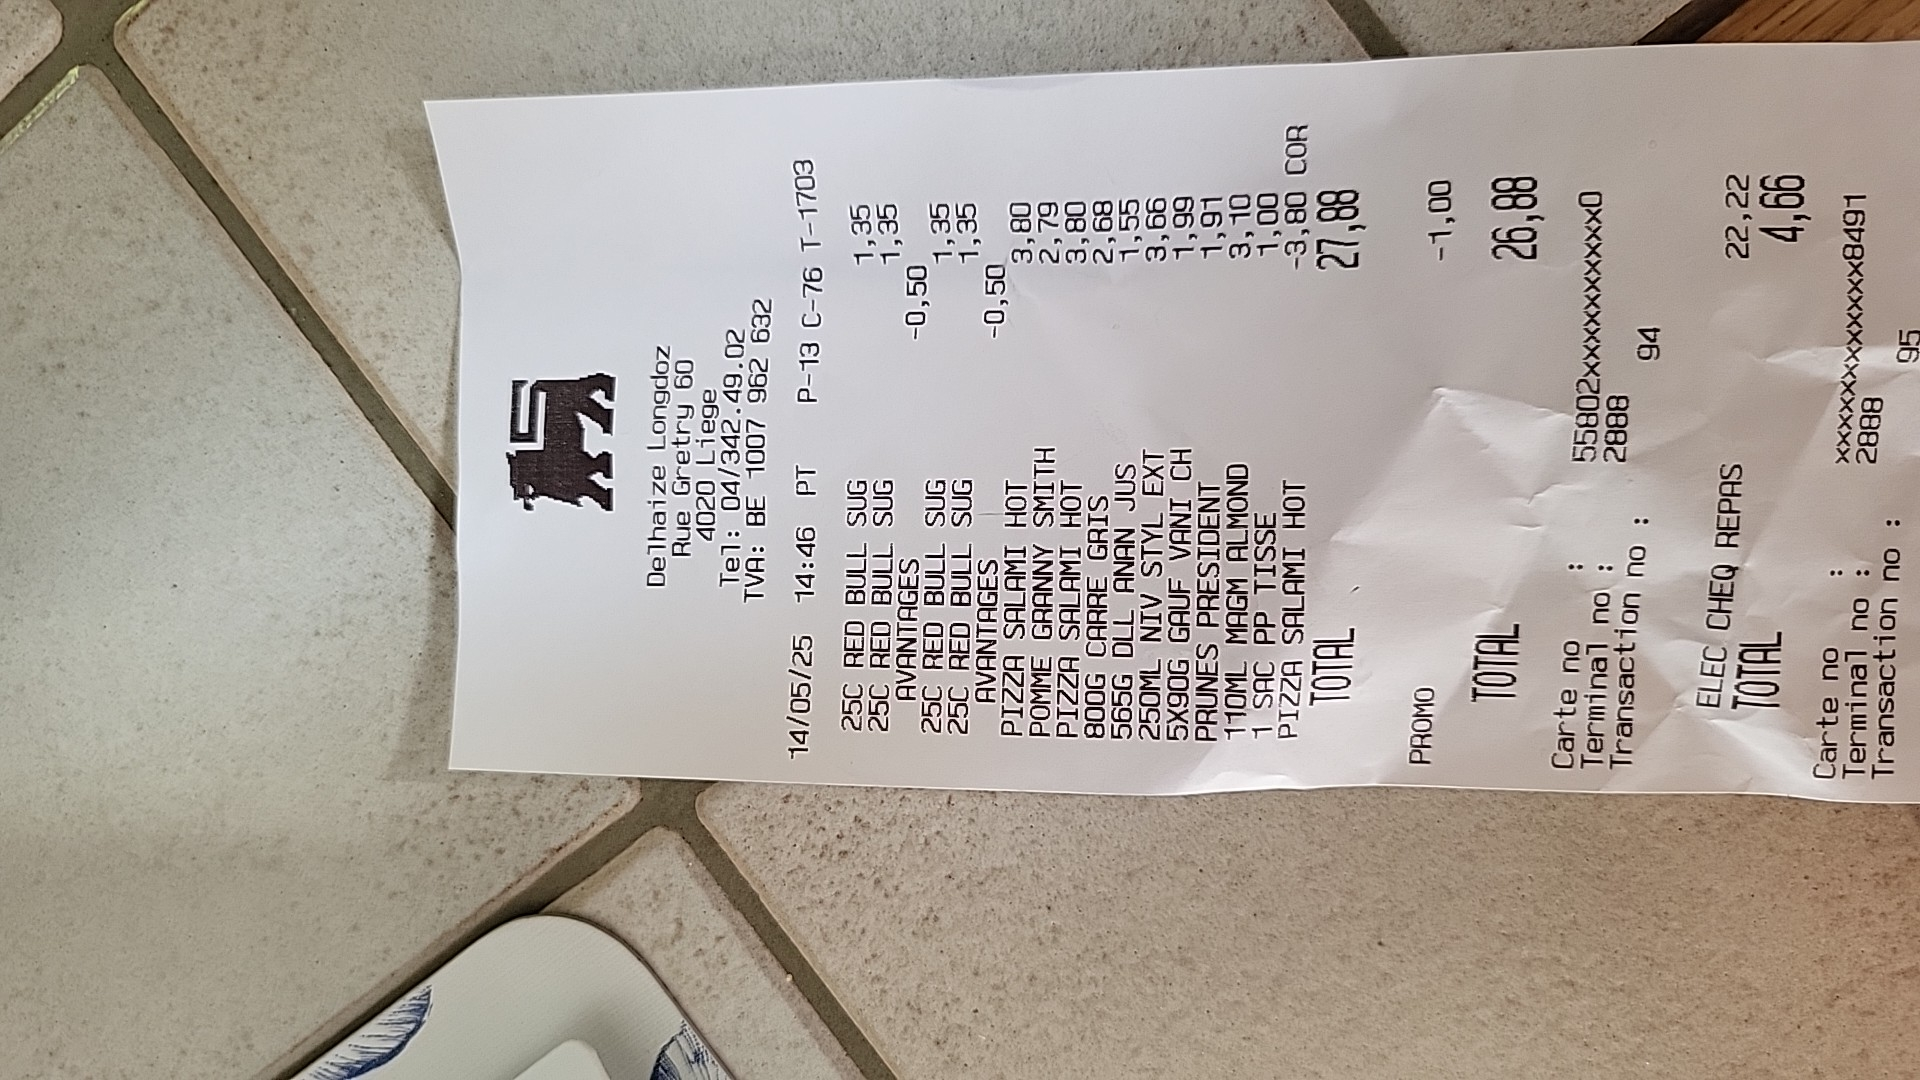 Delhaize Longdoz
Rue Gretry 60
4020 Liege
Tel: 04/342.49.02
TVA: BE 1007 962 632
14/05/25 14:46 PT P-13 C-76 T-1703
25C RED BULL SUG 1,35
25C RED BULL SUG 1,35
AVANTAGES -0,50
25C RED BULL SUG 1,35
25C RED BULL SUG 1,35
AVANTAGES -0,50
PIZZA SALAMI HOT 3,80
POMME GRANNY SMITH 2,79
PIZZA SALAMI HOT 3,80
800G CARRE GRIS 2,68
565G DLL ANAN JUS 1,55
250ML NIV STYL EXT 3,66
5X90G GAUF VANI CH 1,99
PRUNES PRESIDENT 1,91
110ML MAGM ALMOND 3,10
1 SAC PP TISSE 1,00
PIZZA SALAMI HOT -3,80 COR
TOTAL 27,88
PROMO -1,00
TOTAL 26,88
Carte no : 55802xxxxxxxxxxxxx0
Terminal no : 2888
Transaction no : 94
ELEC CHEQ REPAS 22,22
TOTAL 4,66
Carte no : xxxxxxxxxxxxxxx8491
Terminal no : 2888
Transaction no : 95